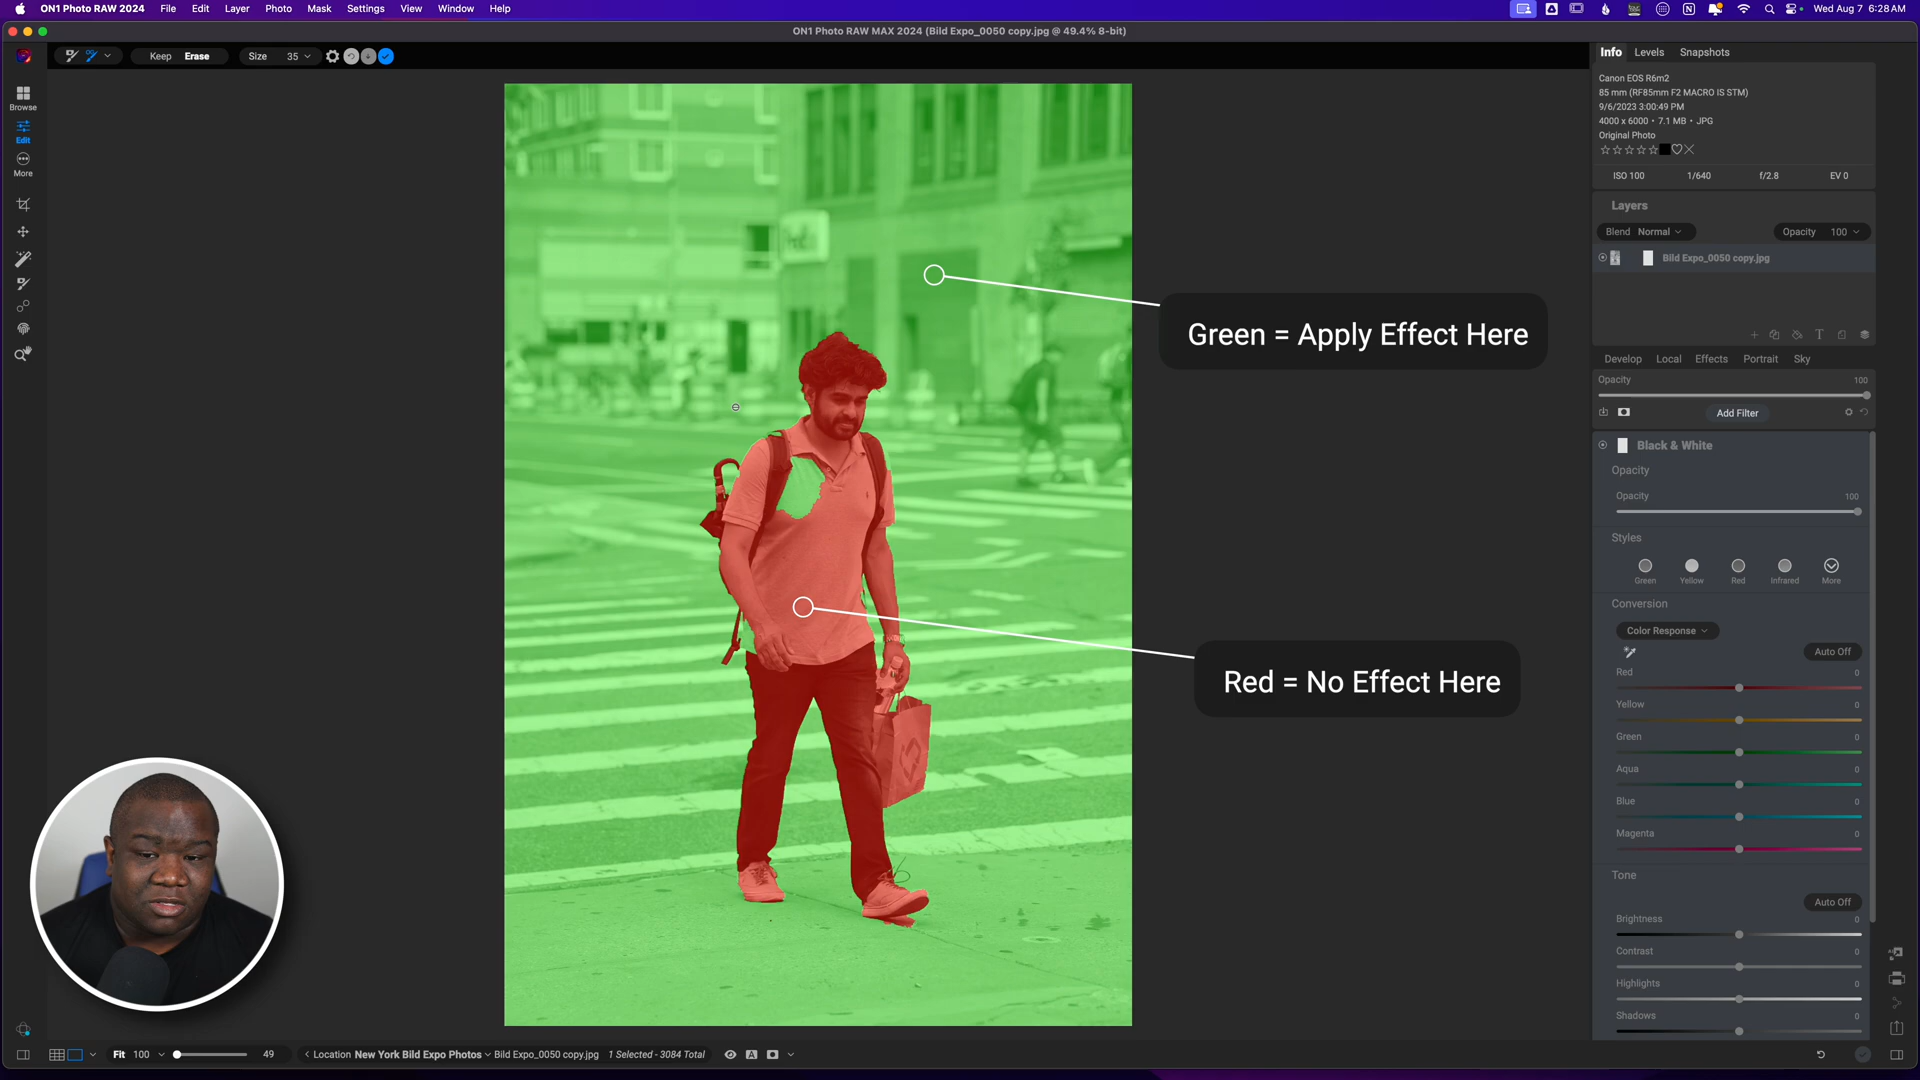 ON1 Photo RAW MAX 2024 File Edit Layer Photo Mask Settings View Window Help Wed Aug 7 6:28 AM
ON1 Photo RAW MAX 2024 (Bild Expo_0050 copy.jpg @ 49.4% 8-bit)
Keep Erase Size 35
Info Levels Snapshots
Canon EOS R6m2
85 mm (RF85mm F2 MACRO IS STM)
9/6/2023 3:00:49 PM
4000 x 6000 • 7.1 MB • JPG
Original Photo
ISO 100 1/640 f/2.8 EV 0
Browse
Edit
More
Layers
Blend Normal Opacity 100
Bild Expo_0050 copy.jpg
Green = Apply Effect Here
Develop Local Effects Portrait Sky
Opacity 100
Add Filter
Black & White
Opacity
Opacity 100
Styles
Green Yellow Red Infrared More
Conversion
Color Response
Auto Off
Red 0
Red = No Effect Here
Yellow 0
Green 0
Aqua 0
Blue 0
Magenta 0
Tone
Auto Off
Brightness 0
Contrast 0
Highlights 0
Shadows 0
Fit 100 49 Location New York Bild Expo Photos Bild Expo_0050 copy.jpg 1 Selected - 3084 Total A